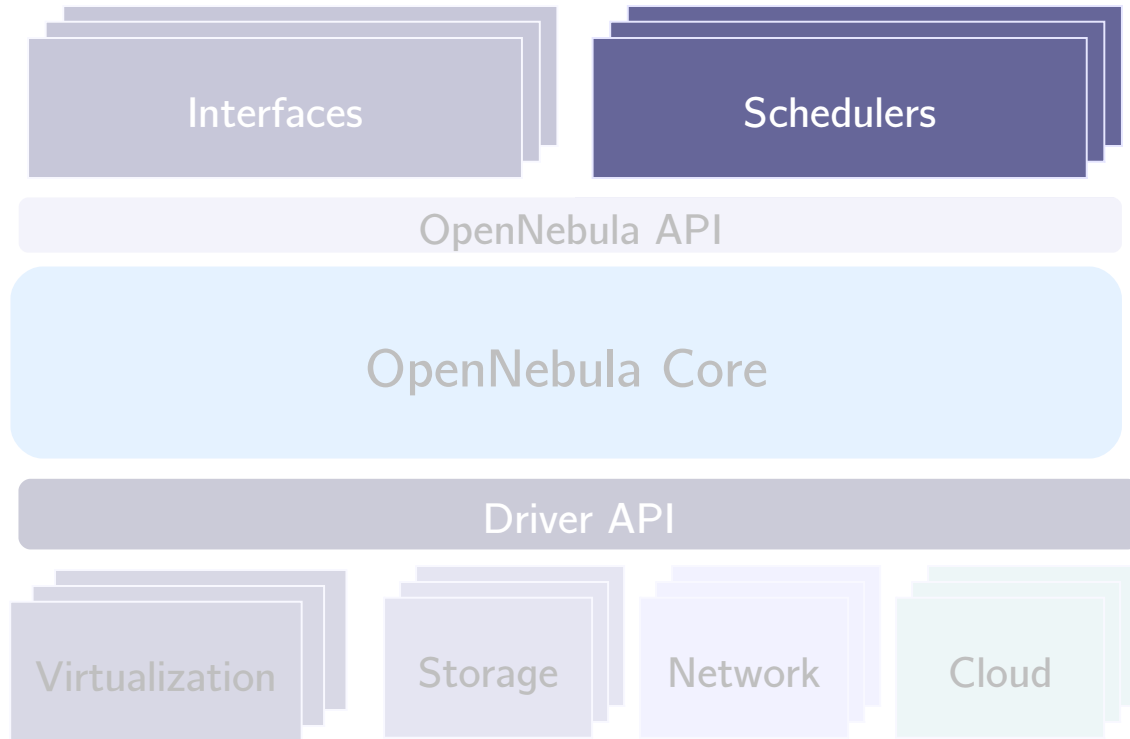 Interfaces
Schedulers
OpenNebula API
OpenNebula Core
Driver API
Virtualization
Storage
Network
Cloud